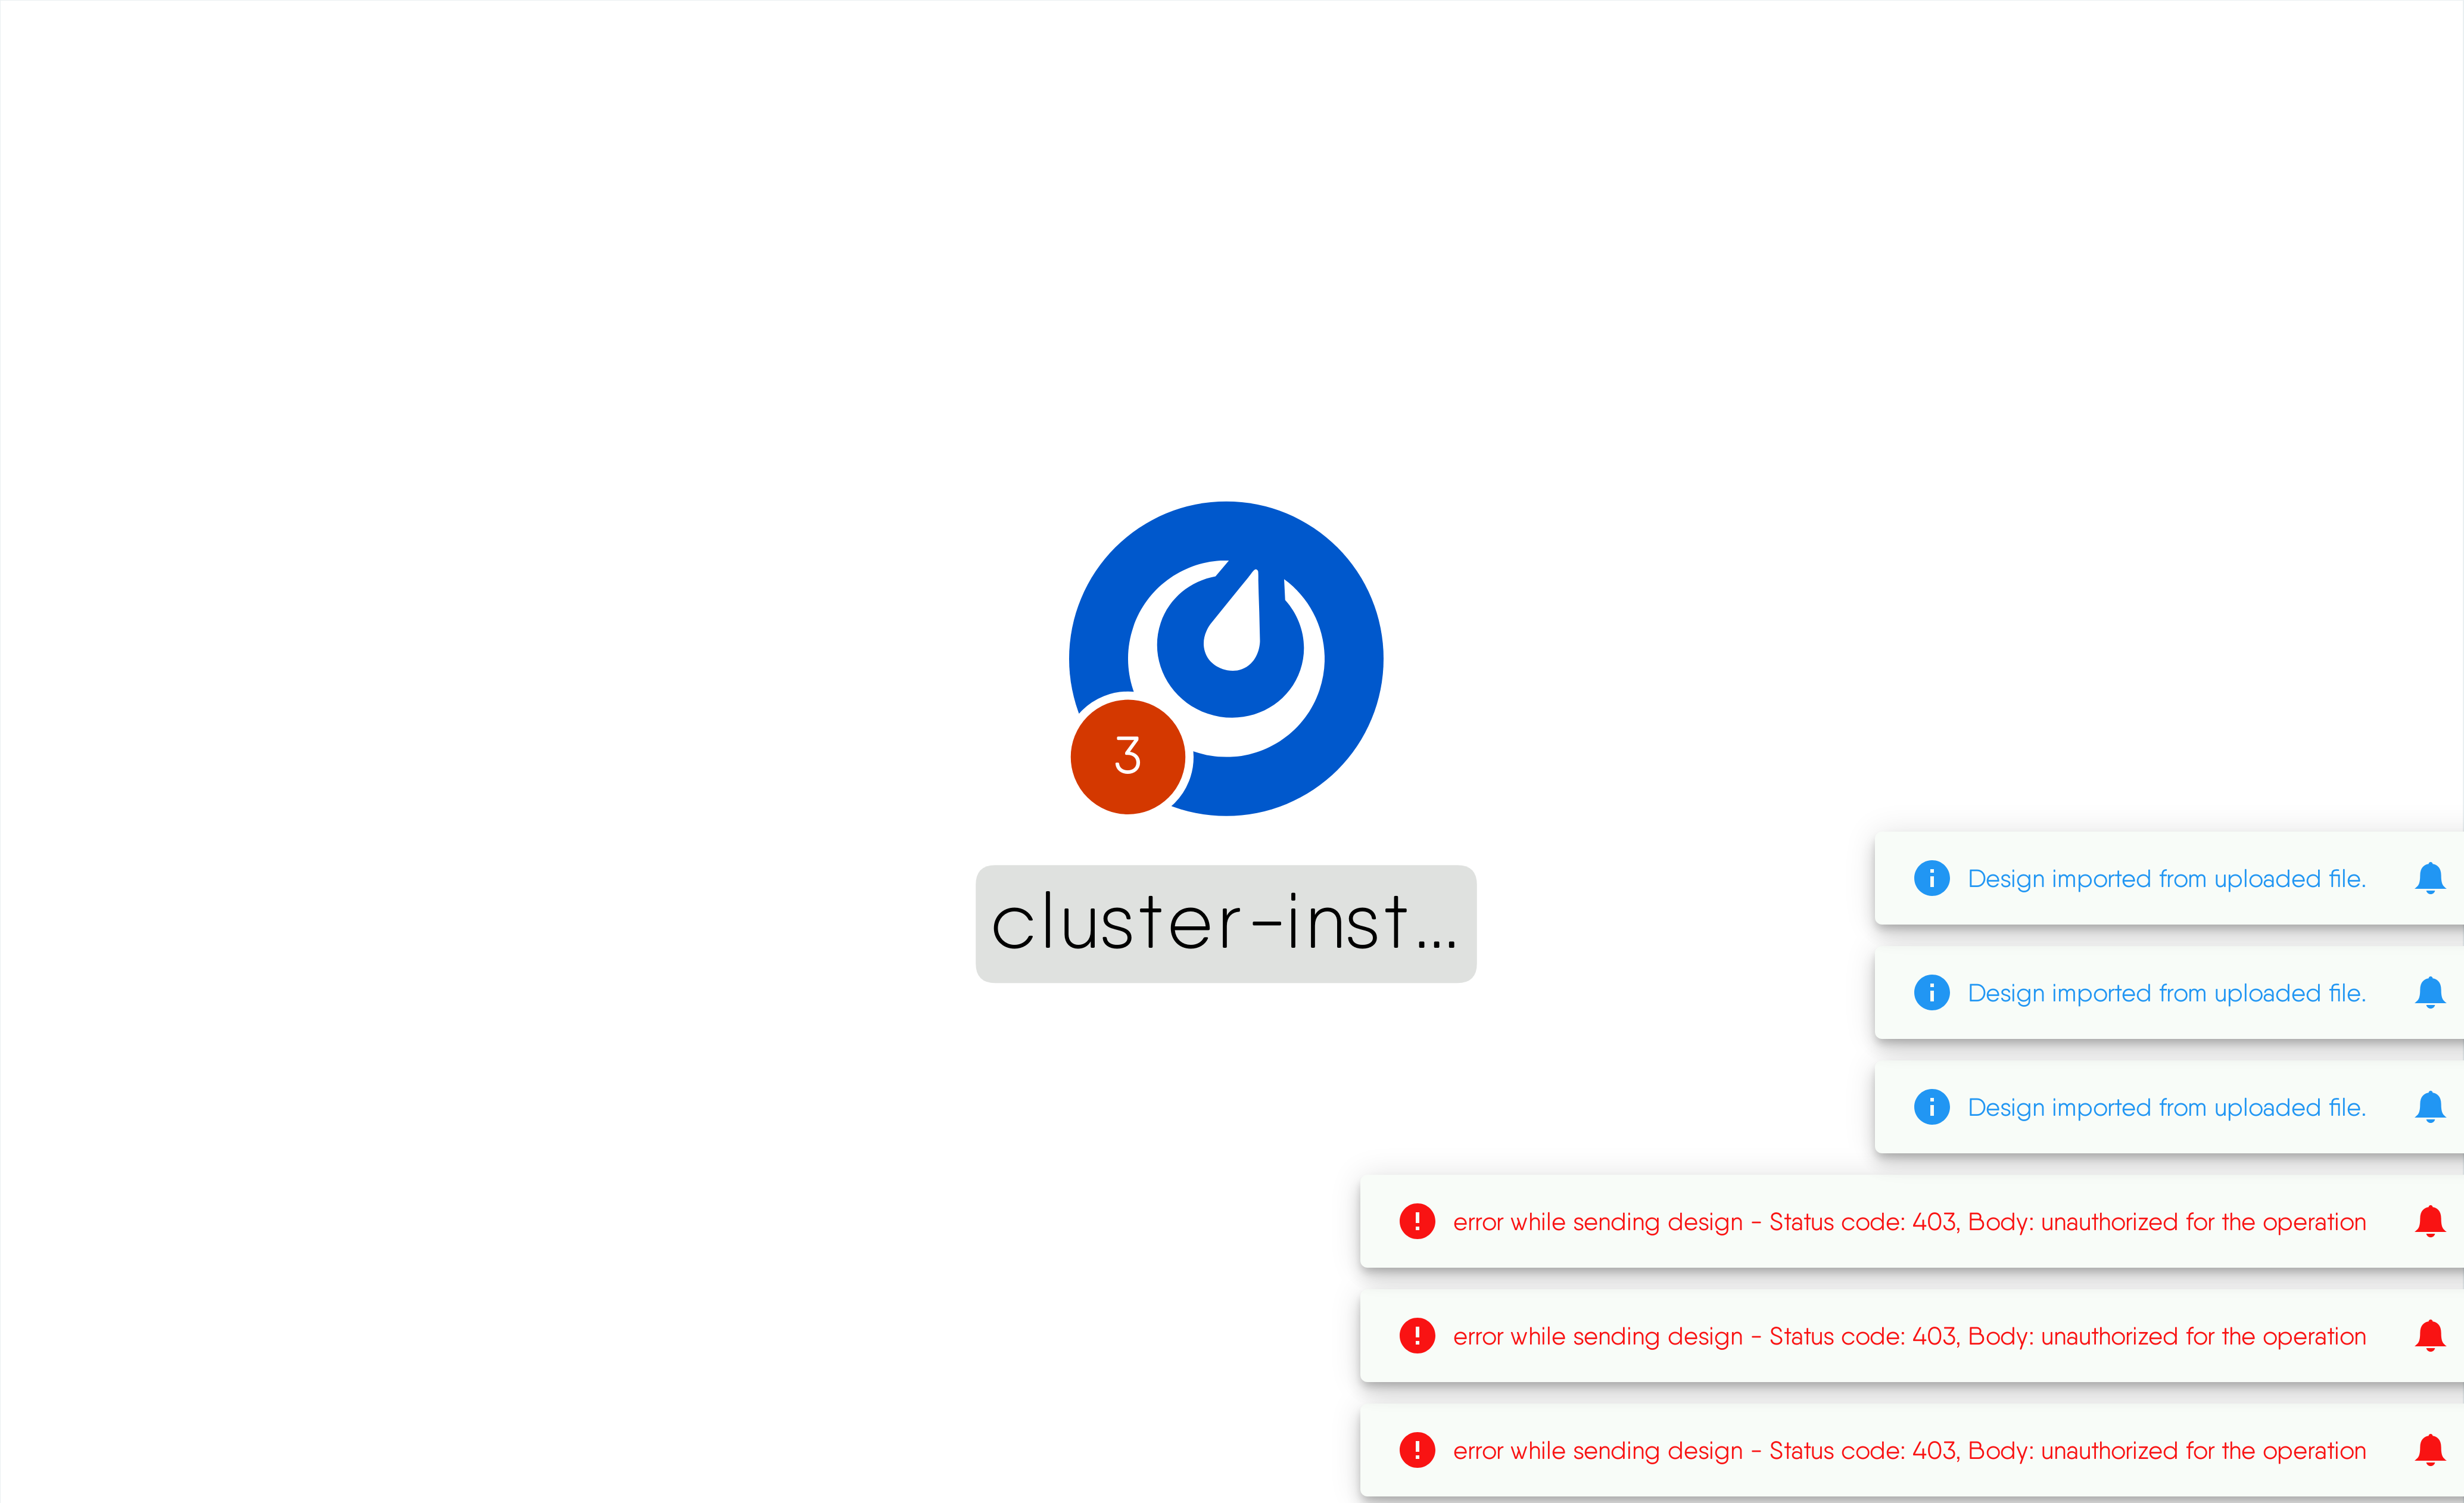 3
cluster-inst...
Design imported from uploaded file.
Design imported from uploaded file.
Design imported from uploaded file.
error while sending design - Status code: 403, Body: unauthorized for the operation
error while sending design - Status code: 403, Body: unauthorized for the operation
error while sending design - Status code: 403, Body: unauthorized for the operation